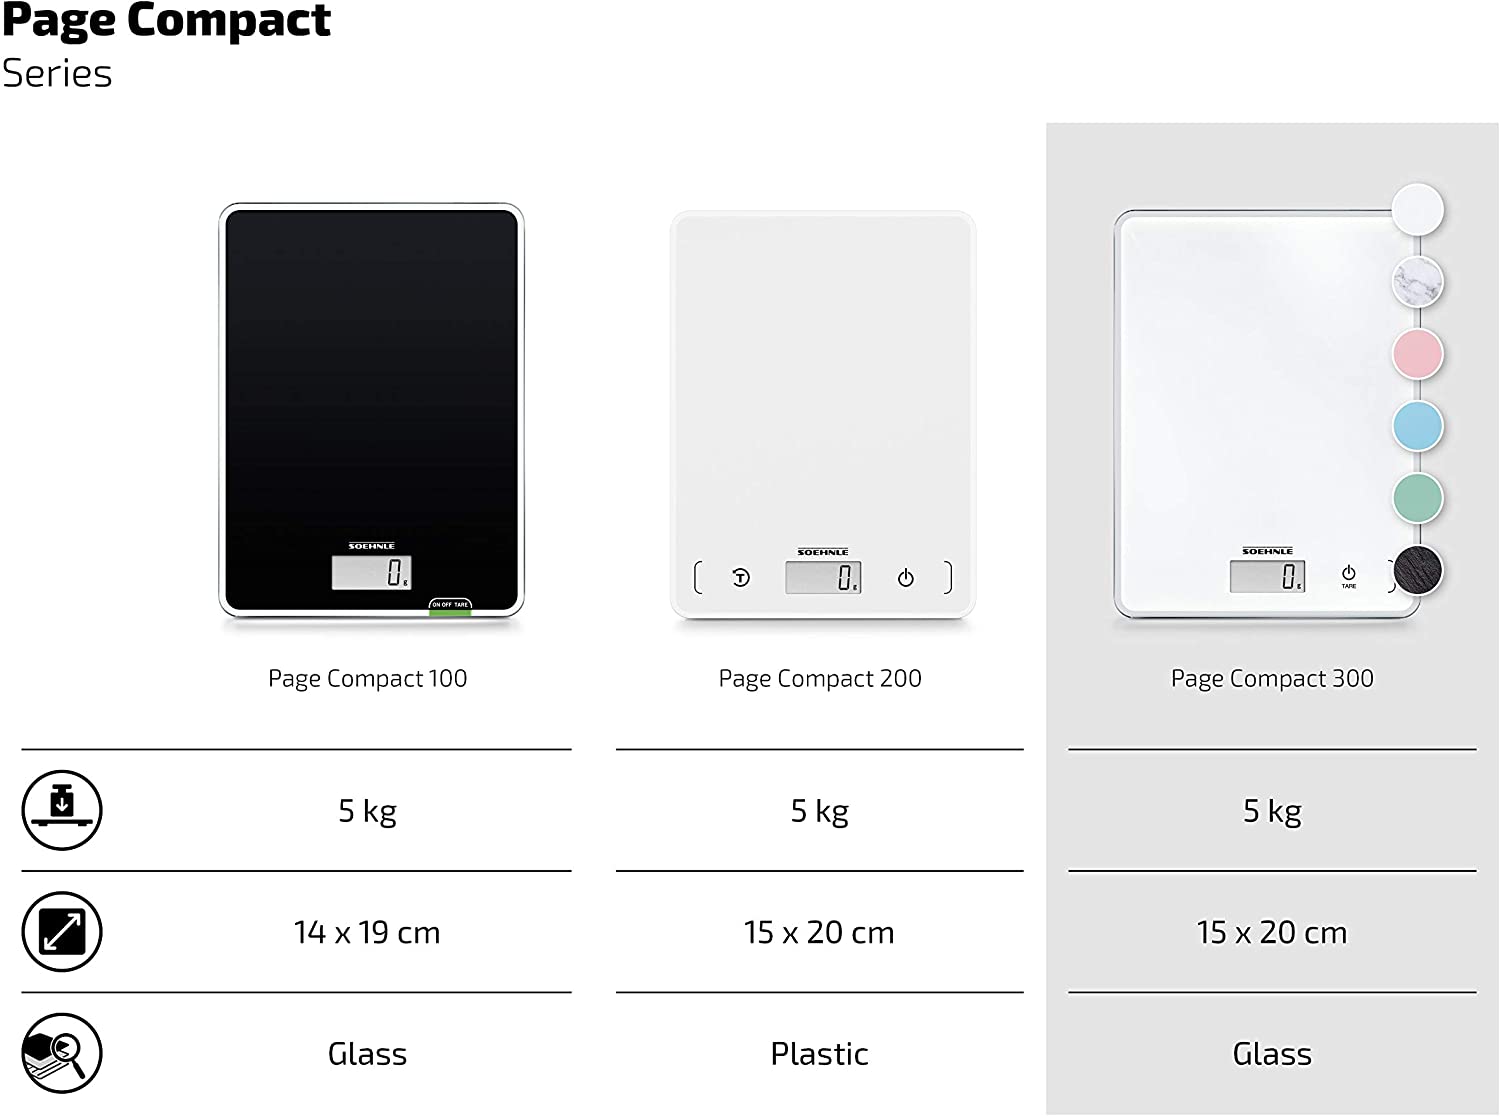 Page Compact
Series
SOEHNLE
0 g
ON OFF TARE
SOEHNLE
T
0 g
SOEHNLE
0 g
TARE
Page Compact 100
Page Compact 200
Page Compact 300
5 kg
5 kg
5 kg
14 x 19 cm
15 x 20 cm
15 x 20 cm
Glass
Plastic
Glass